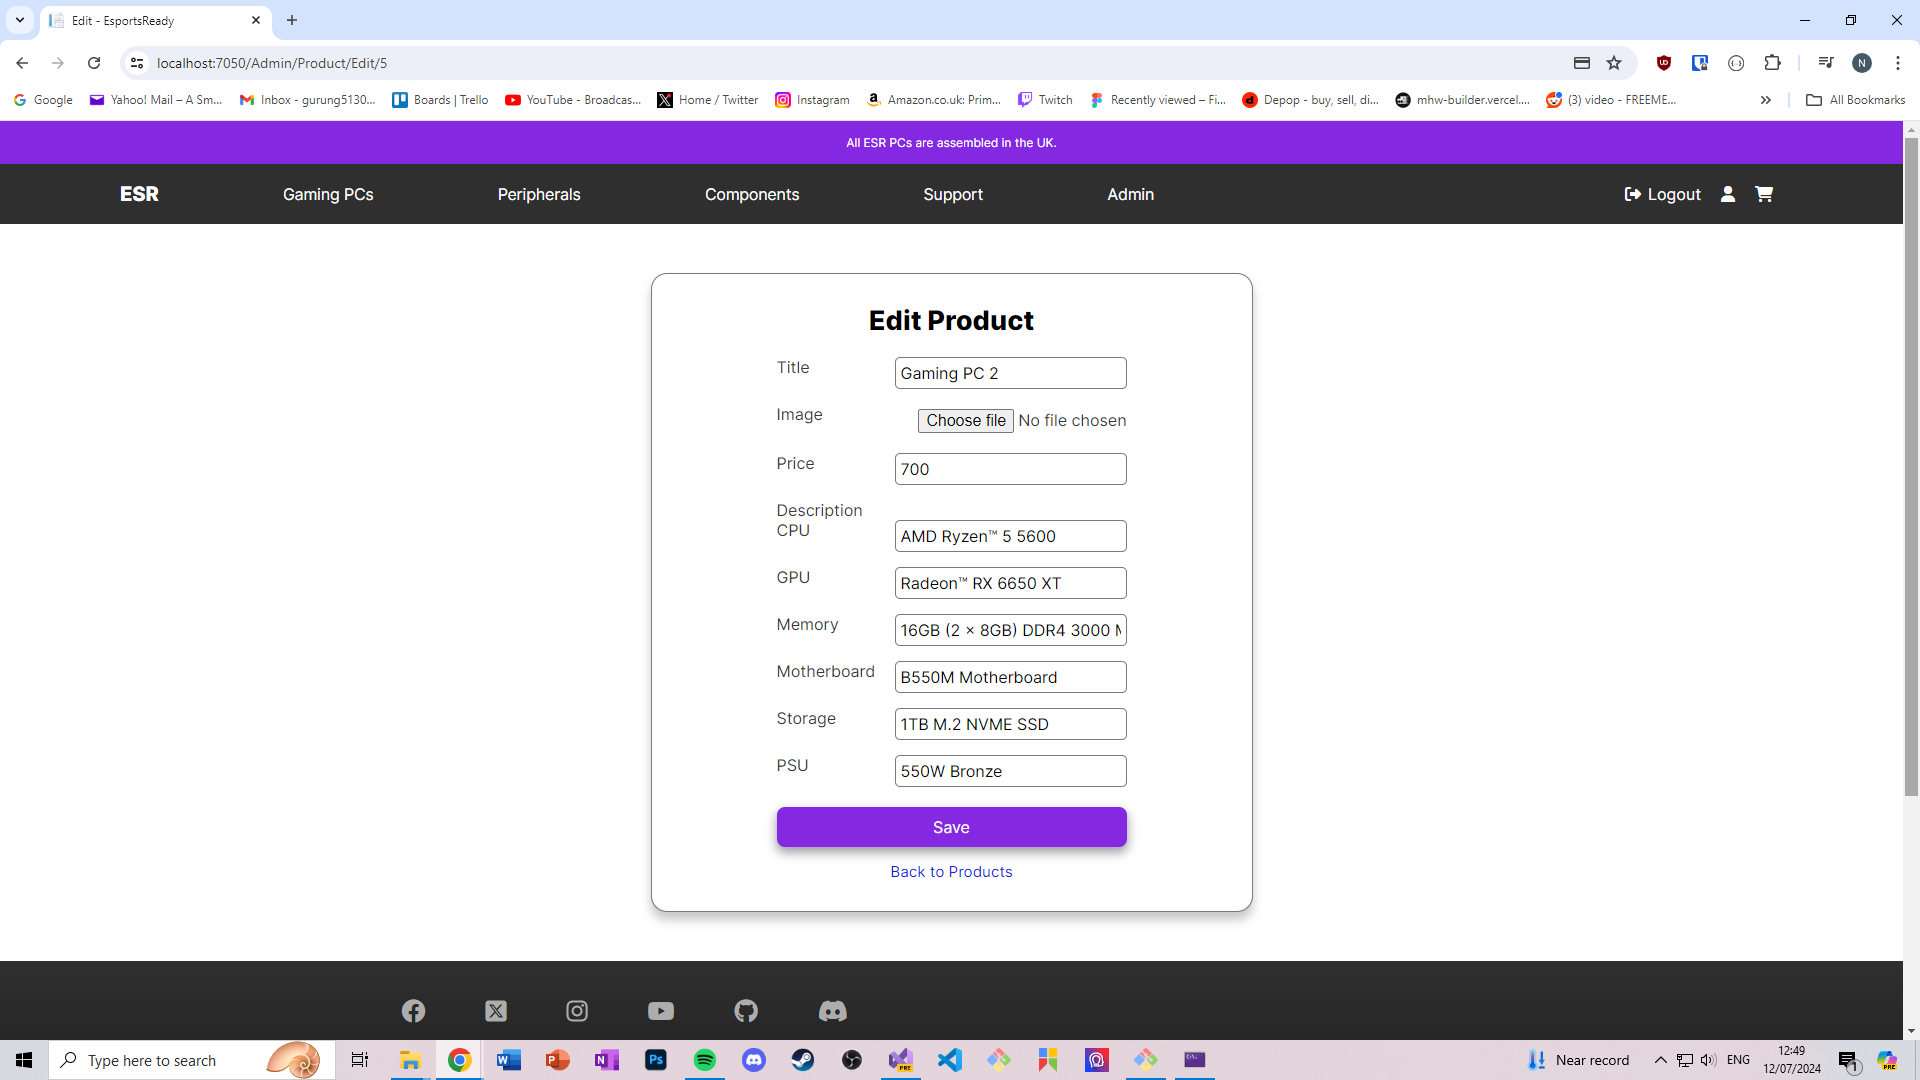 Edit - EsportsReady
localhost:7050/Admin/Product/Edit/5
N
Google
Yahoo! Mail – A Sm...
Inbox - gurung5130...
Boards | Trello
YouTube - Broadcas...
Home / Twitter
Instagram
Amazon.co.uk: Prim...
Twitch
Recently viewed – Fi...
Depop - buy, sell, di...
mhw-builder.vercel....
(3) video - FREEME...
All Bookmarks
All ESR PCs are assembled in the UK.
ESR
Gaming PCs
Peripherals
Components
Support
Admin
Logout
Edit Product
Title
Gaming PC 2
Image
Choose file No file chosen
Price
700
Description
CPU
AMD Ryzen™ 5 5600
GPU
Radeon™ RX 6650 XT
Memory
16GB (2 × 8GB) DDR4 3000 M
Motherboard
B550M Motherboard
Storage
1TB M.2 NVME SSD
PSU
550W Bronze
Save
Back to Products
Type here to search
Near record
ENG
12:49
12/07/2024
1